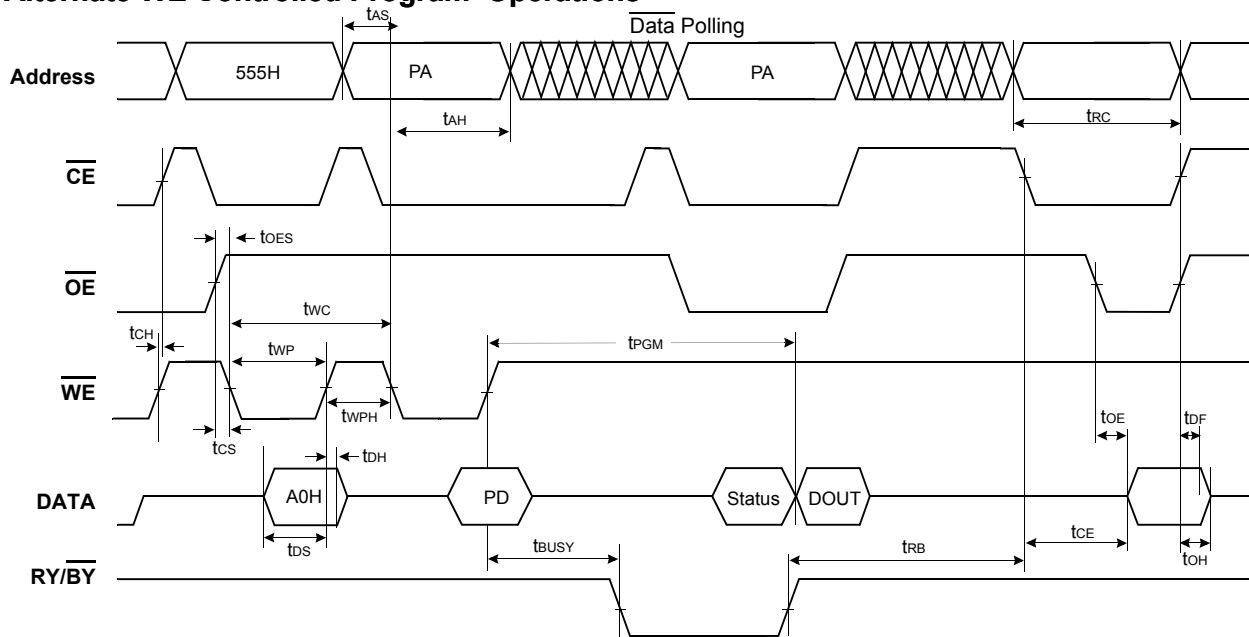 Alternate WE Controlled Program Operations
tAS
Data Polling
Address
555H
PA
PA
tAH
tRC
CE
tOES
OE
tWC
tCH
tWP
tPGM
WE
tWPH
tOE
tDF
tCS
tDH
DATA
A0H
PD
Status
DOUT
tDS
tBUSY
tRB
tCE
tOH
RY/BY